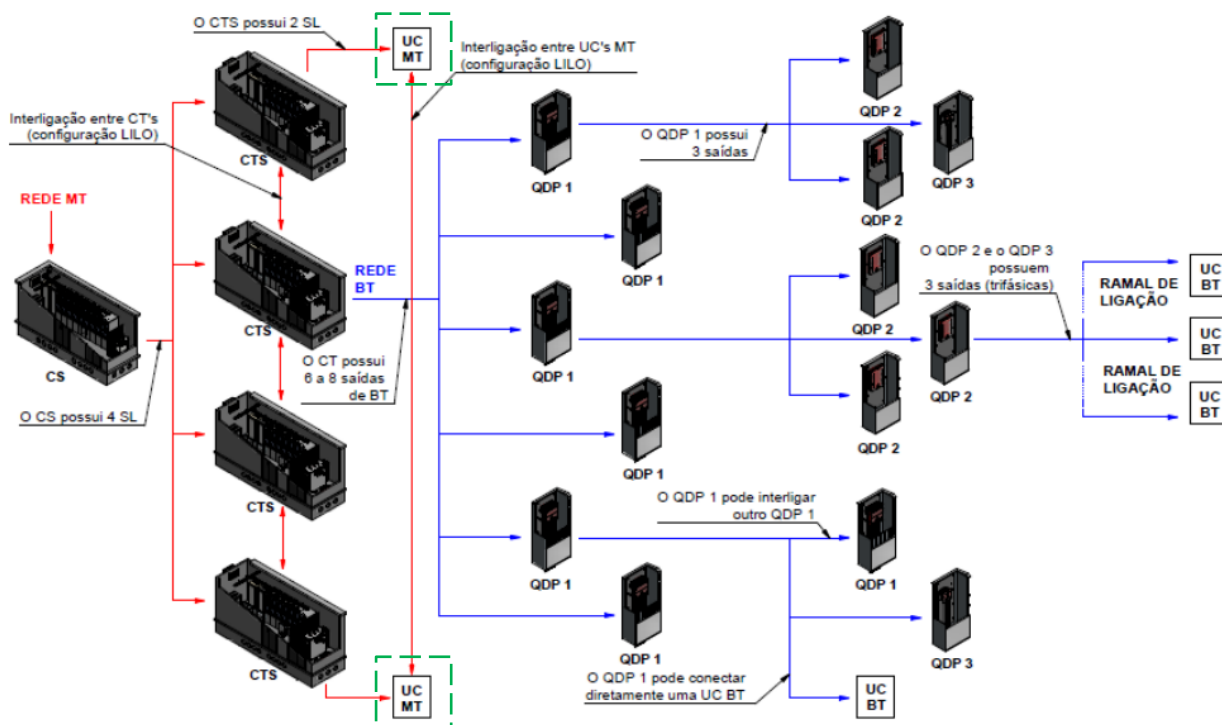 O CTS possui 2 SL
UC
MT
Interligação entre UC's MT
(configuração LILO)
Interligação entre CT's
(configuração LILO)
CTS
QDP 1
O QDP 1 possui
3 saídas
QDP 2
QDP 2
QDP 3
REDE MT
CS
O CS possui 4 SL
CTS
REDE
BT
O CT possui
6 a 8 saídas
de BT
QDP 1
QDP 1
QDP 2
QDP 2
QDP 2
O QDP 2 e o QDP 3
possuem
3 saídas (trifásicas)
RAMAL DE
LIGAÇÃO
RAMAL DE
LIGAÇÃO
UC
BT
UC
BT
UC
BT
CTS
QDP 1
QDP 1
O QDP 1 pode interligar
outro QDP 1
QDP 1
CTS
UC
MT
QDP 1
QDP 3
O QDP 1 pode conectar
diretamente uma UC BT
UC
BT